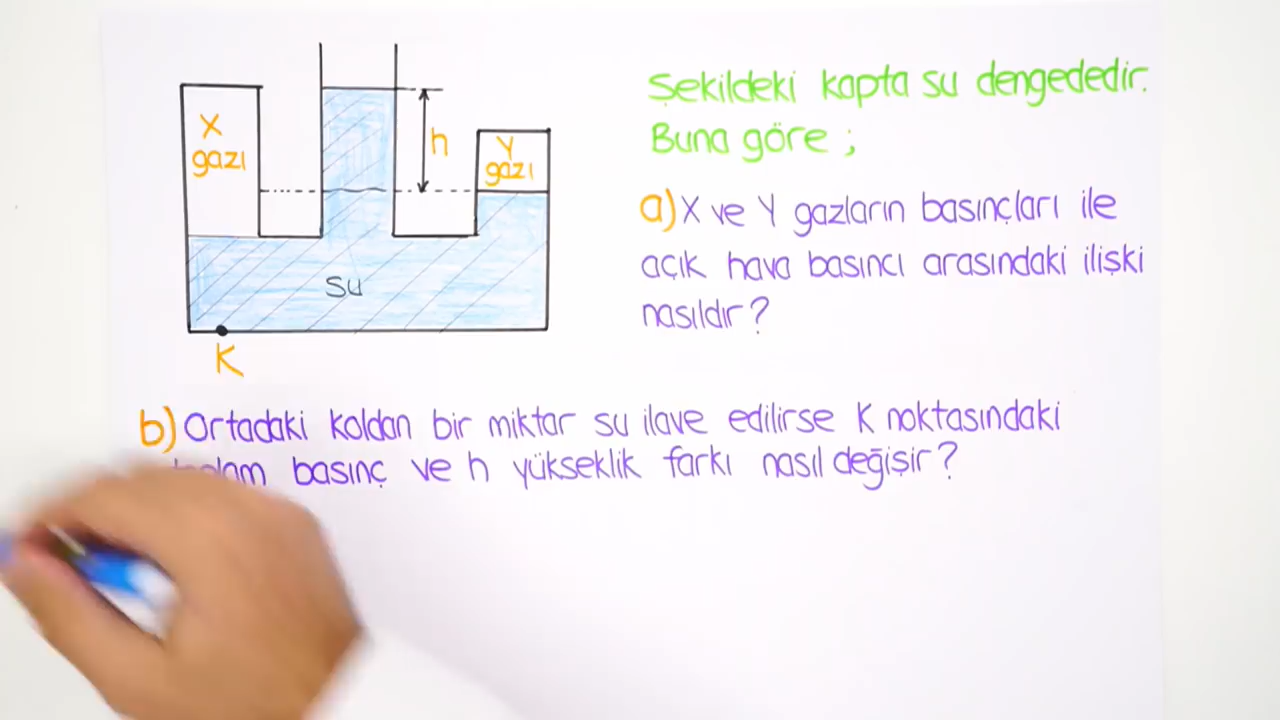 X
gazı
h
Y
gazı
su
K
Şekildeki kapta su dengededir.
Buna göre ;
a) X ve Y gazların basınçları ile
açık hava basıncı arasındaki ilişki
nasıldır ?
b) Ortadaki koldan bir miktar su ilave edilirse K noktasındaki
basınç ve h yükseklik farkı nasıl değişir ?